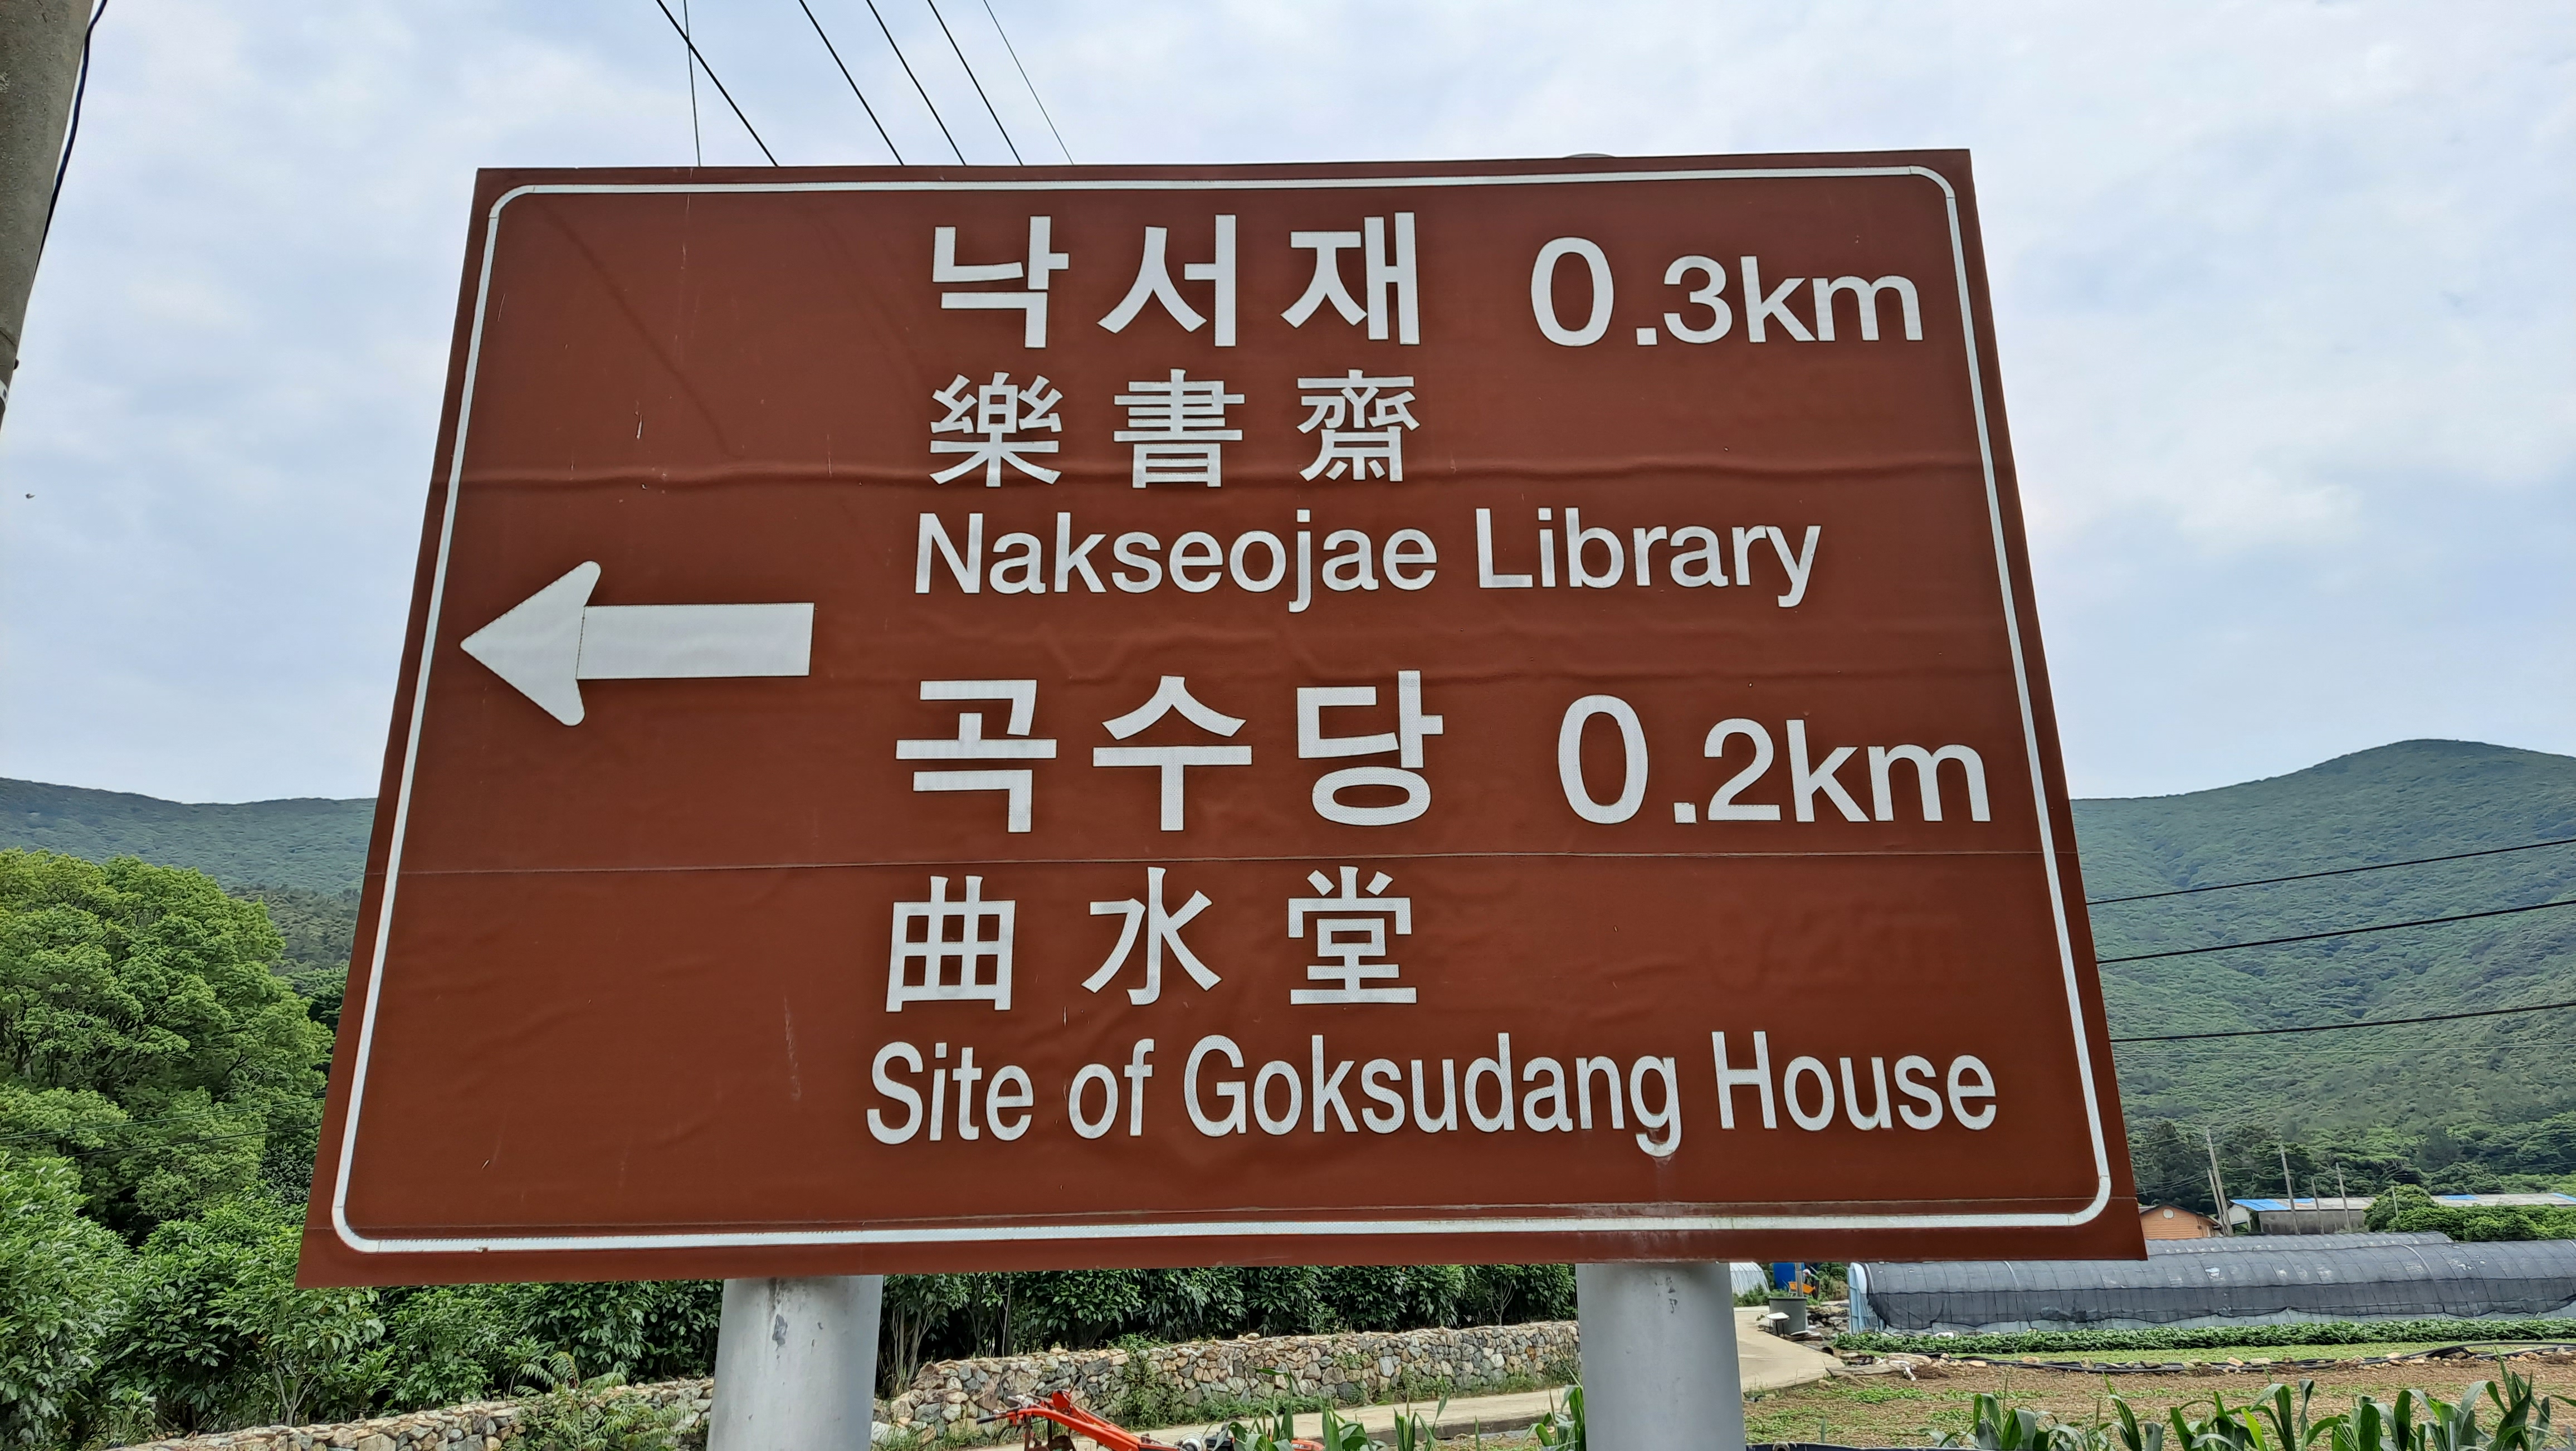 낙서재 0.3km
樂書齋
Nakseojae Library
곡수당 0.2km
曲水堂
Site of Goksudang House